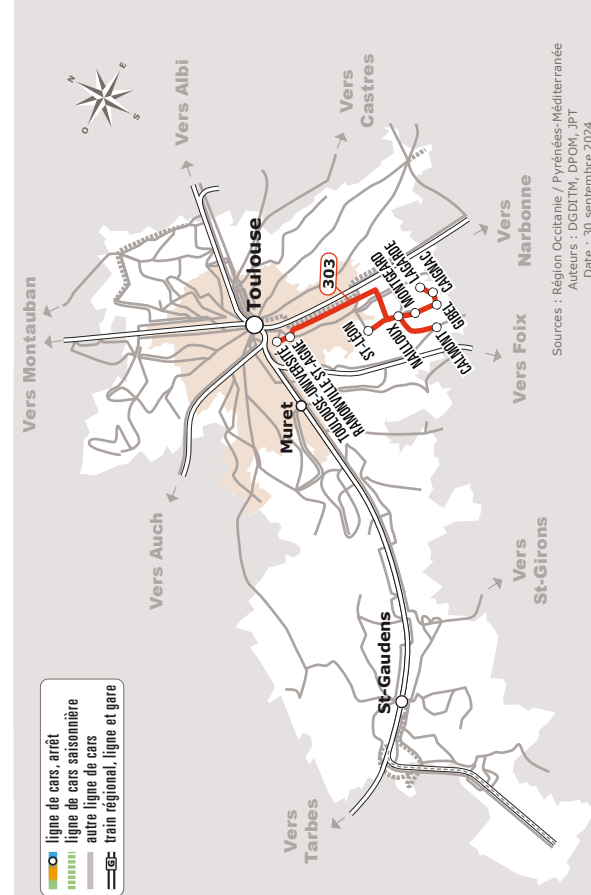 N
E
S
O
Vers Albi
Vers
Castres
Vers Montauban
Toulouse
Vers
Narbonne
303
TOULOUSE-UNIVERSITÉ
RAMONVILLE ST-AGNE
ST-LÉON
NAILLOUX
MONTGEARD
LAGARDE
CAIGNAC
GIBEL
CALMONT
Vers Foix
Muret
Vers Auch
Vers
St-Girons
St-Gaudens
Vers
Tarbes
ligne de cars, arrêt
ligne de cars saisonnière
autre ligne de cars
G
train régional, ligne et gare
Sources : Région Occitanie / Pyrénées-Méditerranée
Auteurs : DGDITM, DPOM, JPT
Date : 30 septembre 2024